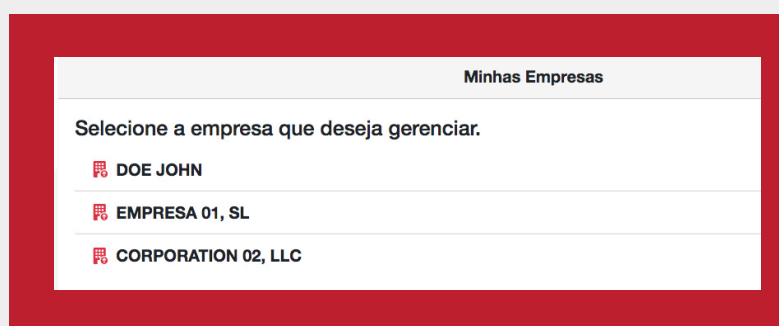 Minhas Empresas
Selecione a empresa que deseja gerenciar.
DOE JOHN
EMPRESA 01, SL
CORPORATION 02, LLC